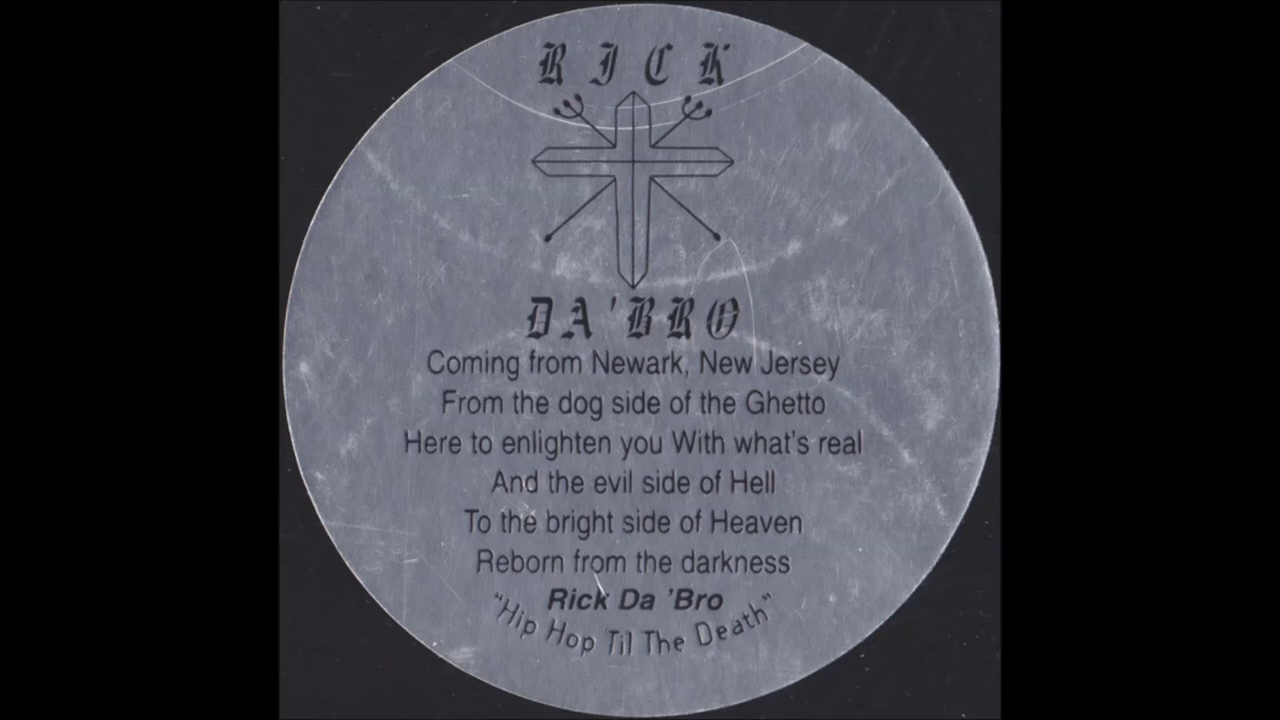 RICK
DA'BRO
Coming from Newark, New Jersey
From the dog side of the Ghetto
Here to enlighten you With what's real
And the evil side of Hell
To the bright side of Heaven
Reborn from the darkness
Rick Da 'Bro
"Hip Hop Til The Death"